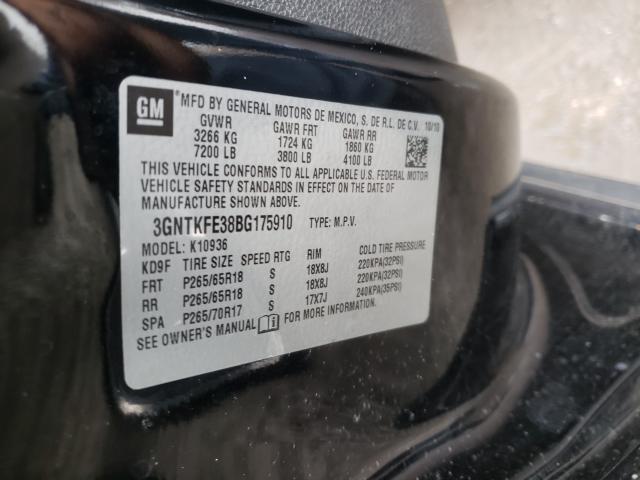 GM
®MFD BY GENERAL MOTORS DE MEXICO, S. DE R.L. DE C.V. 10/10
GVWR GAWR FRT GAWR RR
3266 KG 1724 KG 1860 KG
7200 LB 3800 LB 4100 LB
THIS VEHICLE CONFORMS TO ALL APPLICABLE U.S. FEDERAL MOTOR
VEHICLE SAFETY STANDARDS IN EFFECT ON THE DATE OF
MANUFACTURE SHOWN ABOVE.
3GNTKFE38BG175910 TYPE: M.P.V.
MODEL: K10936
KD9F TIRE SIZE SPEED RTG RIM COLD TIRE PRESSURE
FRT P265/65R18 S 18X8J 220KPA(32PSI)
RR P265/65R18 S 18X8J 220KPA(32PSI)
SPA P265/70R17 S 17X7J 240KPA(35PSI)
SEE OWNER'S MANUAL FOR MORE INFORMATION.